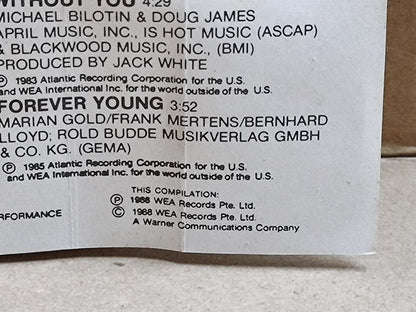 WITHOUT YOU 4:29
MICHAEL BILOTIN & DOUG JAMES
APRIL MUSIC, INC., IS HOT MUSIC (ASCAP)
& BLACKWOOD MUSIC, INC., (BMI)
PRODUCED BY JACK WHITE
℗ 1983 Atlantic Recording Corporation for the U.S.
and WEA International Inc. for the world outside of the U.S.
FOREVER YOUNG 3:52
MARIAN GOLD/FRANK MERTENS/BERNHARD
LLOYD; ROLD BUDDE MUSIKVERLAG GMBH
& CO. KG. (GEMA)
℗ 1985 Atlantic Recording Corporation for the U.S.
and WEA International Inc. for the world outside of the U.S.
THIS COMPILATION:
℗ 1988 WEA Records Pte. Ltd.
© 1988 WEA Records Pte. Ltd.
A Warner Communications Company
ERFORMANCE